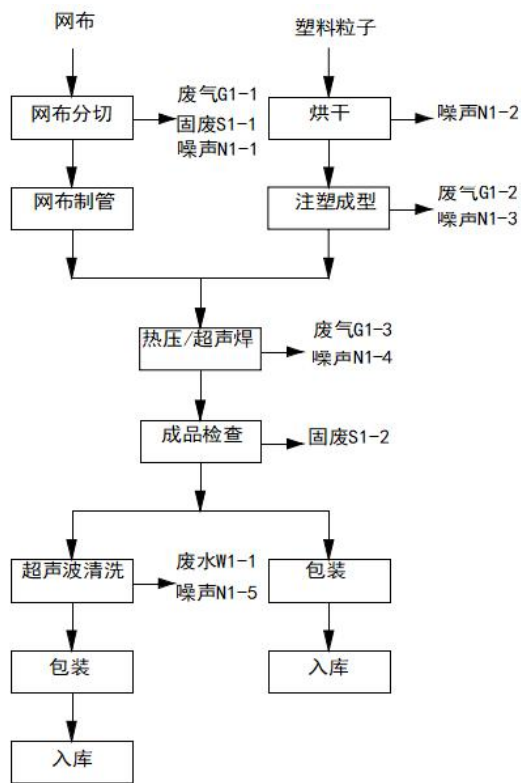 网布
塑料粒子
网布分切
废气G1-1
固废S1-1
噪声N1-1
烘干
噪声N1-2
网布制管
注塑成型
废气G1-2
噪声N1-3
热压/超声焊
废气G1-3
噪声N1-4
成品检查
固废S1-2
超声波清洗
废水W1-1
噪声N1-5
包装
包装
入库
入库